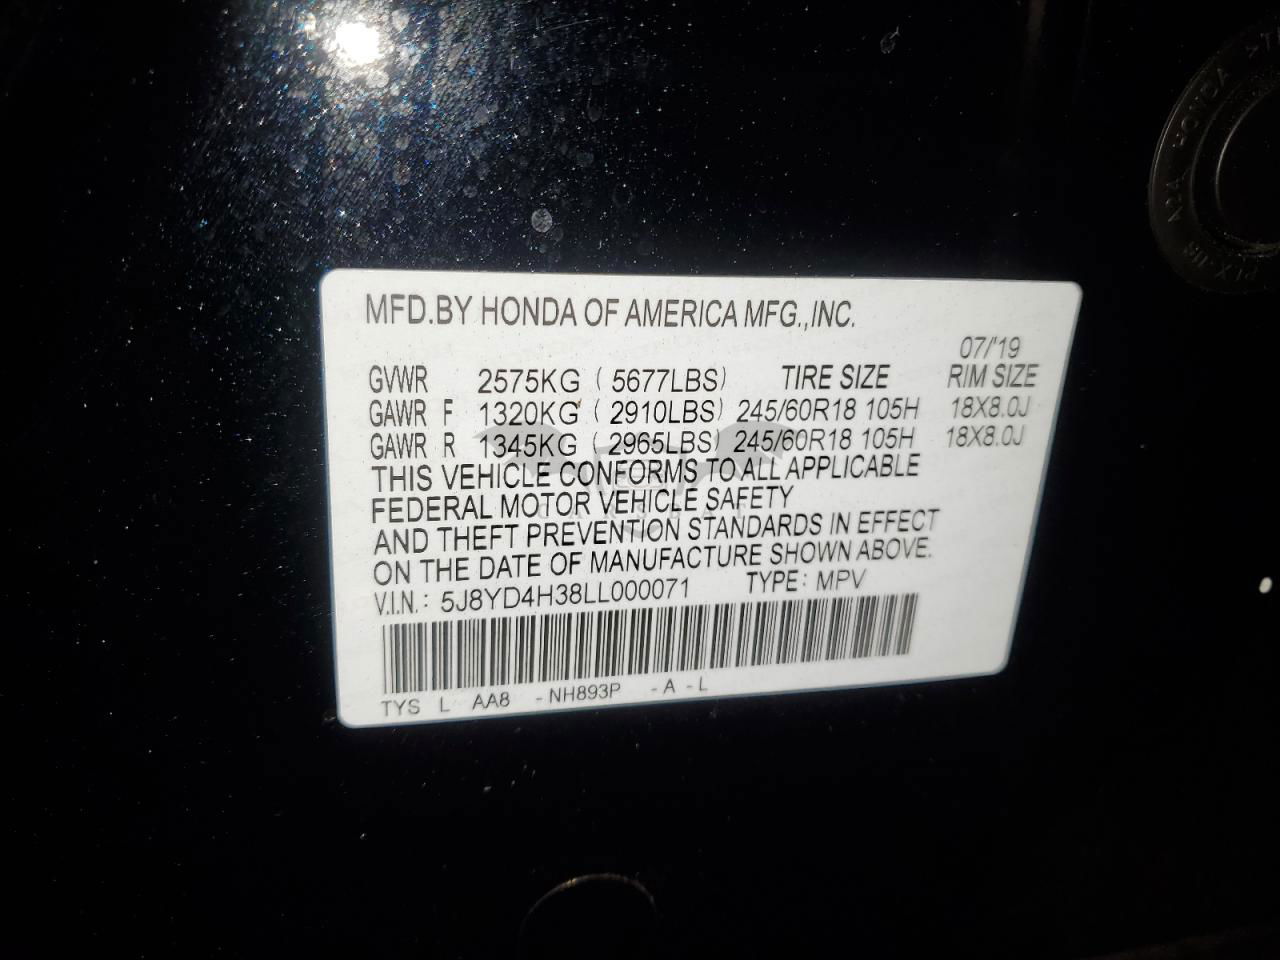 MFD.BY HONDA OF AMERICA MFG.,INC.
07/'19
GVWR 2575KG (5677LBS) TIRE SIZE RIM SIZE
GAWR F 1320KG (2910LBS) 245/60R18 105H 18X8.0J
GAWR R 1345KG (2965LBS) 245/60R18 105H 18X8.0J
THIS VEHICLE CONFORMS TO ALL APPLICABLE
FEDERAL MOTOR VEHICLE SAFETY
AND THEFT PREVENTION STANDARDS IN EFFECT
ON THE DATE OF MANUFACTURE SHOWN ABOVE.
V.I.N.: 5J8YD4H38LL000071 TYPE: MPV
TYS L AA8 -NH893P -A -L
A24 HONDA